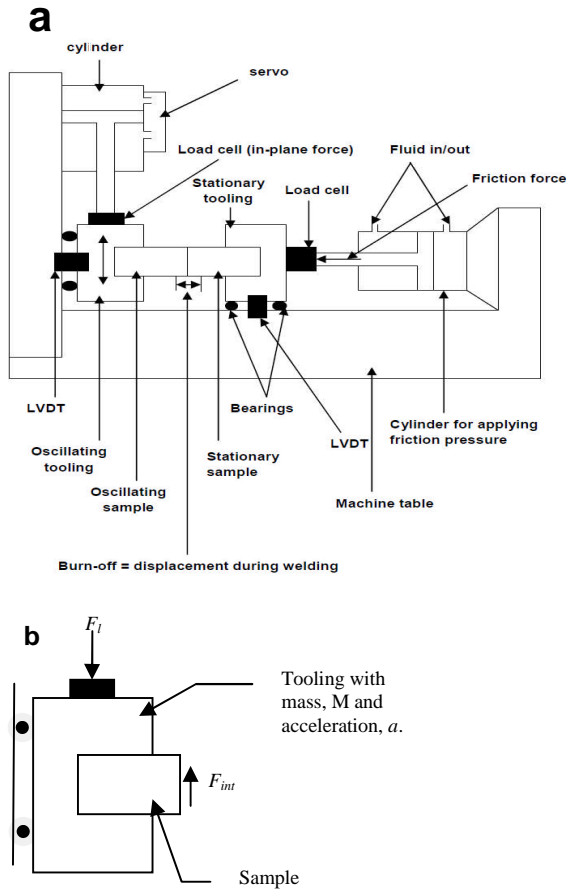 a
cylinder
servo
Load cell (in-plane force)
Stationary
tooling
Load cell
Fluid in/out
Friction force
LVDT
Oscillating
tooling
Oscillating
sample
Stationary
sample
Bearings
LVDT
Cylinder for applying
friction pressure
Machine table
Burn-off = displacement during welding
b
Fl
Tooling with
mass, M and
acceleration, a.
Fint
Sample